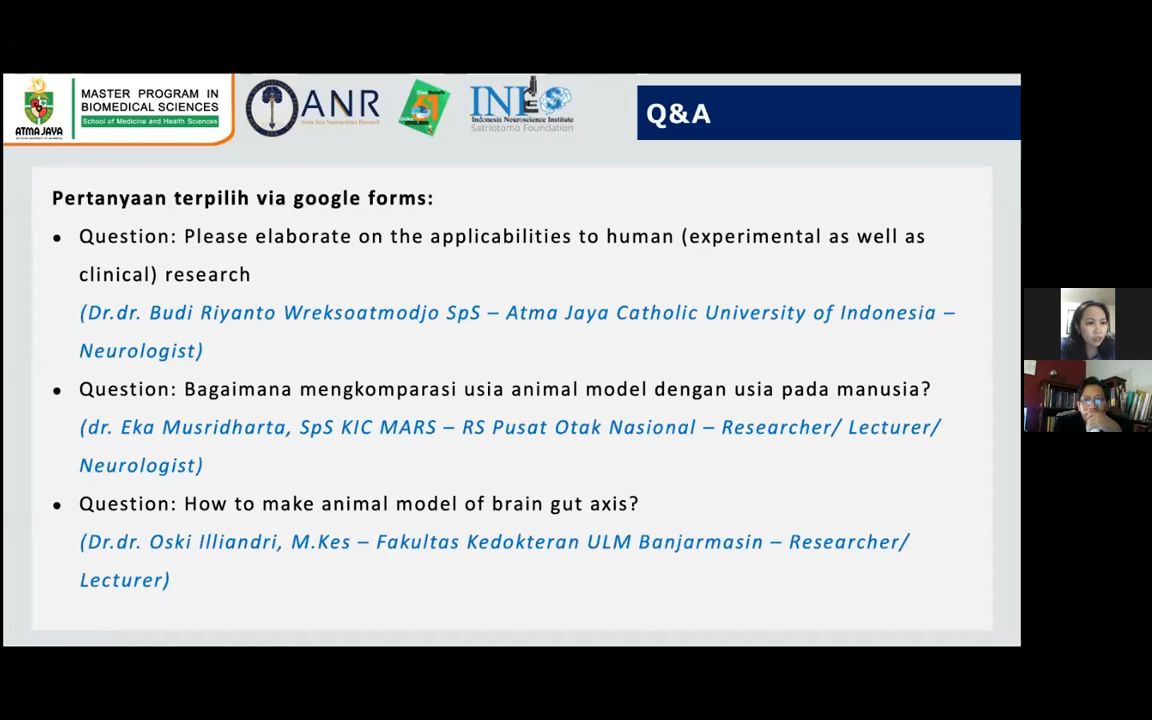 MASTER PROGRAM IN
BIOMEDICAL SCIENCES
School of Medicine and Health Sciences
ATMA JAYA
ANR
Atma Jaya Neuroscience Research
61
INI
Indonesia Neuroscience Institute
Satriotomo Foundation
Q&A
Pertanyaan terpilih via google forms:
• Question: Please elaborate on the applicabilities to human (experimental as well as
clinical) research
(Dr.dr. Budi Riyanto Wreksoatmodjo SpS – Atma Jaya Catholic University of Indonesia –
Neurologist)
• Question: Bagaimana mengkomparasi usia animal model dengan usia pada manusia?
(dr. Eka Musridharta, SpS KIC MARS – RS Pusat Otak Nasional – Researcher/ Lecturer/
Neurologist)
• Question: How to make animal model of brain gut axis?
(Dr.dr. Oski Illiandri, M.Kes – Fakultas Kedokteran ULM Banjarmasin – Researcher/
Lecturer)